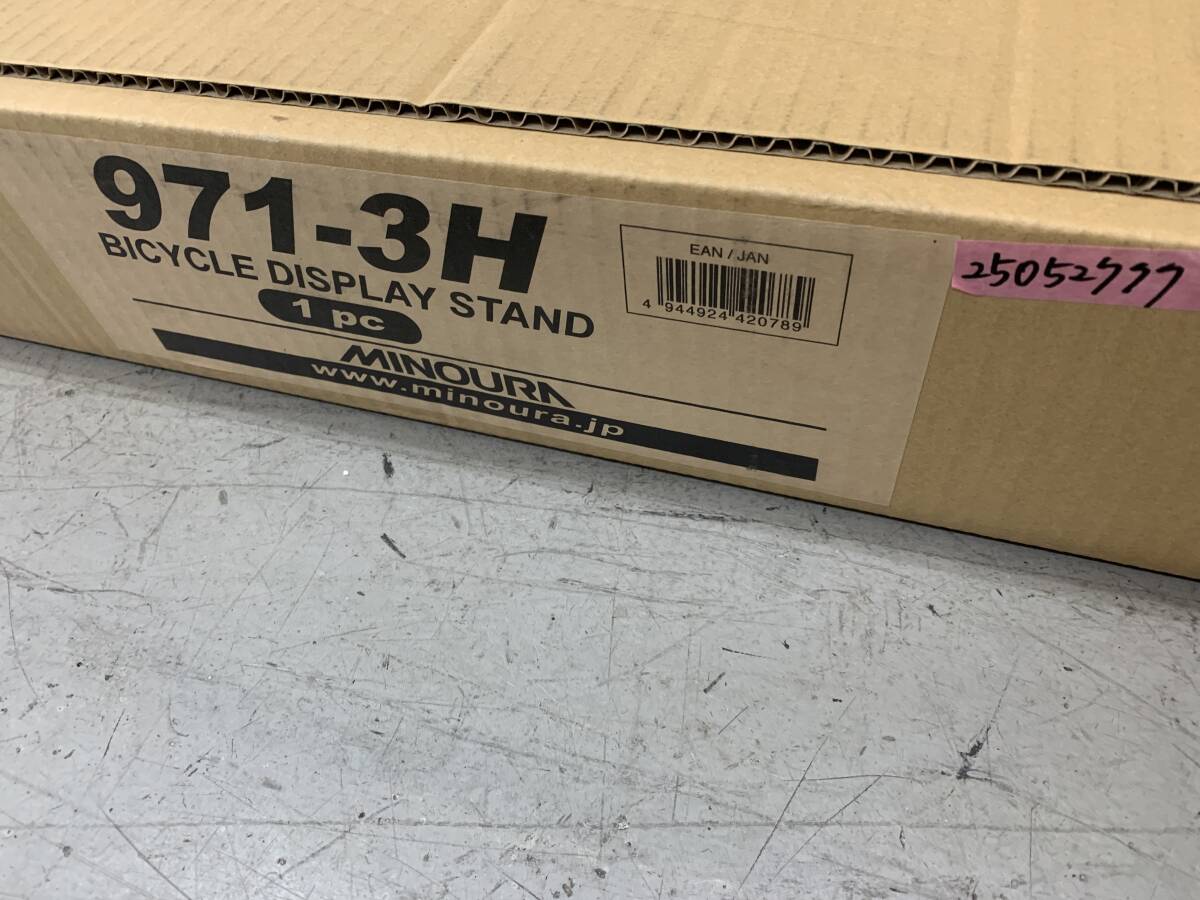 971-3H
BICYCLE DISPLAY STAND
1 pc
MINOURA
www.minoura.jp
EAN / JAN
4 944924 420789
25052777